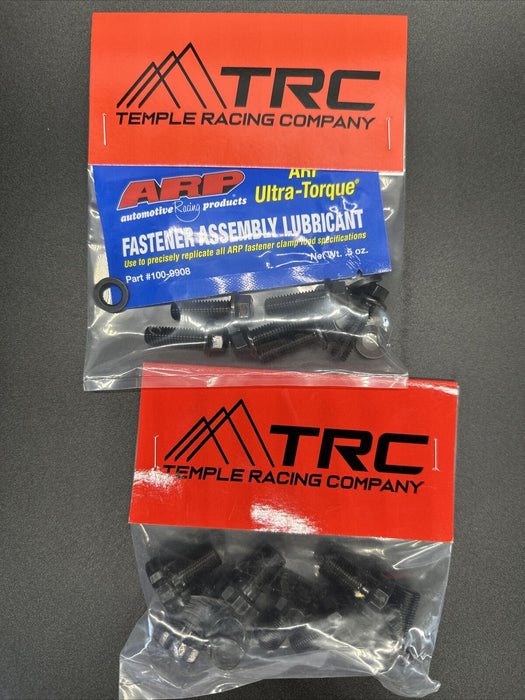 TRC
TEMPLE RACING COMPANY
ARP
automotive Racing products
ARP
Ultra-Torque®
FASTENER ASSEMBLY LUBRICANT
Use to precisely replicate all ARP fastener clamp load specifications
Part #100-9908
Net Wt. .5 oz.
TRC
TEMPLE RACING COMPANY